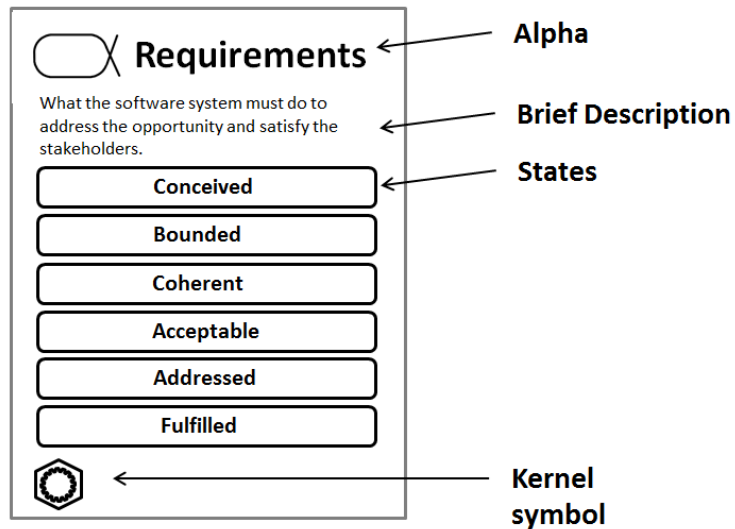 Requirements
Alpha
What the software system must do to
address the opportunity and satisfy the
stakeholders.
Brief Description
States
Conceived
Bounded
Coherent
Acceptable
Addressed
Fulfilled
Kernel
symbol